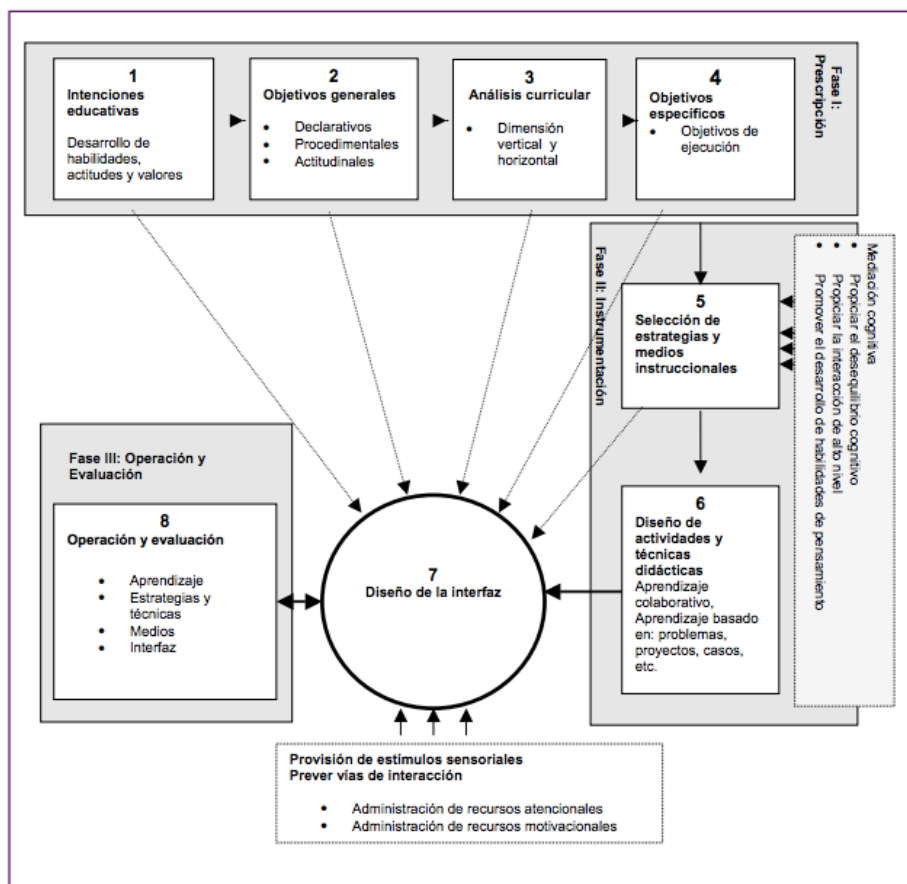 1
Intenciones
educativas
Desarrollo de
habilidades,
actitudes y valores
2
Objetivos generales
• Declarativos
• Procedimentales
• Actitudinales
3
Análisis curricular
• Dimensión
vertical y
horizontal
4
Objetivos
específicos
• Objetivos de
ejecución
Fase I:
Prescripción
Fase II: Instrumentación
5
Selección de
estrategias y
medios
instruccionales
Mediación cognitiva
• Propiciar el desequilibrio cognitivo
• Propiciar la interacción de alto nivel
• Promover el desarrollo de habilidades de pensamiento
6
Diseño de
actividades y
técnicas
didácticas
Aprendizaje
colaborativo,
Aprendizaje basado
en: problemas,
proyectos, casos,
etc.
Fase III: Operación y
Evaluación
8
Operación y evaluación
• Aprendizaje
• Estrategias y
técnicas
• Medios
• Interfaz
7
Diseño de la interfaz
Provisión de estímulos sensoriales
Prever vías de interacción
• Administración de recursos atencionales
• Administración de recursos motivacionales